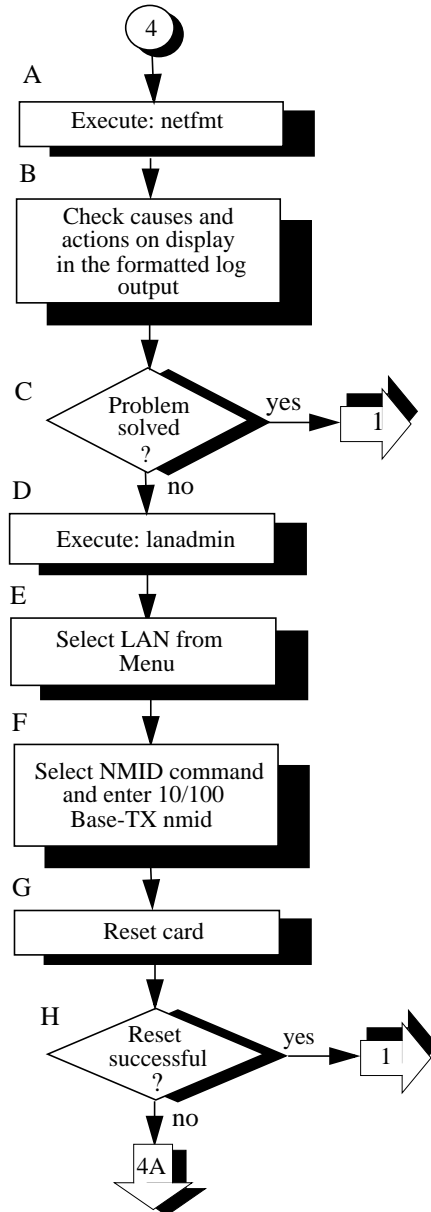 4
A
Execute: netfmt
B
Check causes and
actions on display
in the formatted log
output
C
Problem
solved
?
yes
1
no
D
Execute: lanadmin
E
Select LAN from
Menu
F
Select NMID command
and enter 10/100
Base-TX nmid
G
Reset card
H
Reset
successful
?
yes
1
no
4A